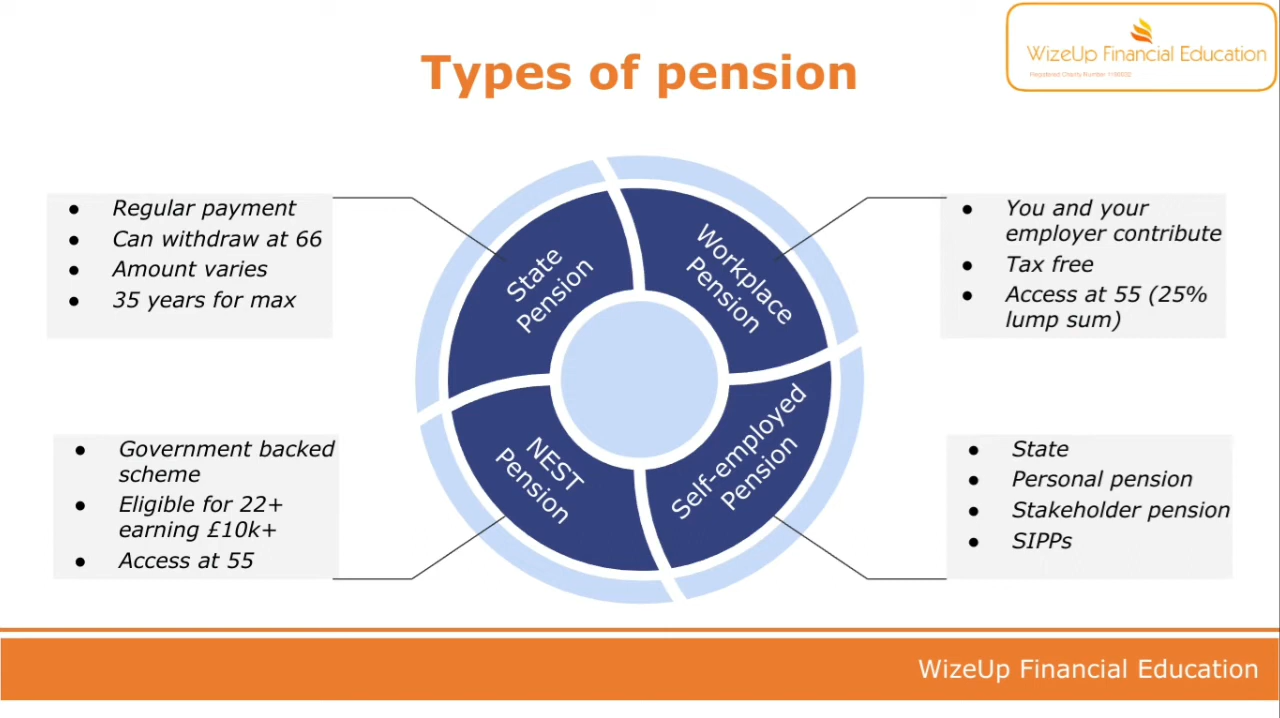 Types of pension
WizeUp Financial Education
● Regular payment
● Can withdraw at 66
● Amount varies
● 35 years for max
● You and your
employer contribute
● Tax free
● Access at 55 (25%
lump sum)
State
Pension
Workplace
Pension
NEST
Pension
Self-employed
Pension
● Government backed
scheme
● Eligible for 22+
earning £10k+
● Access at 55
● State
● Personal pension
● Stakeholder pension
● SIPPs
WizeUp Financial Education